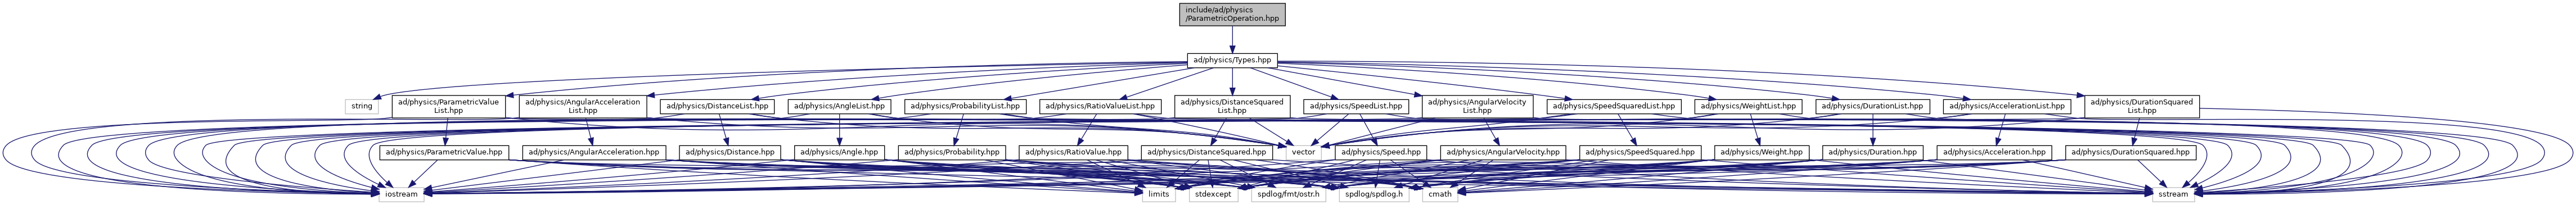 include/ad/physics
/ParametricOperation.hpp
ad/physics/Types.hpp
string
ad/physics/ParametricValue
List.hpp
ad/physics/AngularAcceleration
List.hpp
ad/physics/DistanceList.hpp
ad/physics/AngleList.hpp
ad/physics/ProbabilityList.hpp
ad/physics/RatioValueList.hpp
ad/physics/DistanceSquared
List.hpp
ad/physics/SpeedList.hpp
ad/physics/AngularVelocity
List.hpp
ad/physics/SpeedSquaredList.hpp
ad/physics/WeightList.hpp
ad/physics/DurationList.hpp
ad/physics/AccelerationList.hpp
ad/physics/DurationSquared
List.hpp
ad/physics/ParametricValue.hpp
ad/physics/AngularAcceleration.hpp
ad/physics/Distance.hpp
ad/physics/Angle.hpp
ad/physics/Probability.hpp
ad/physics/RatioValue.hpp
ad/physics/DistanceSquared.hpp
vector
ad/physics/Speed.hpp
ad/physics/AngularVelocity.hpp
ad/physics/SpeedSquared.hpp
ad/physics/Weight.hpp
ad/physics/Duration.hpp
ad/physics/Acceleration.hpp
ad/physics/DurationSquared.hpp
iostream
limits
stdexcept
spdlog/fmt/ostr.h
spdlog/spdlog.h
cmath
sstream